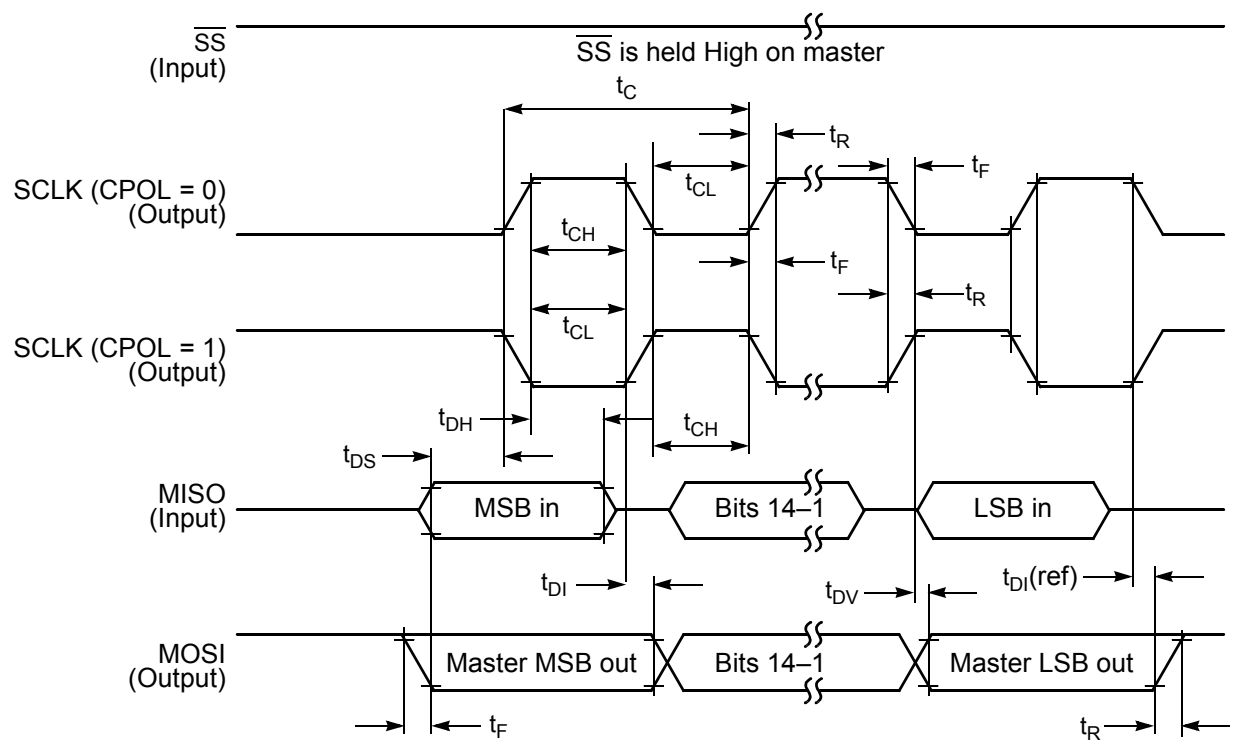 SS
(Input)
SS is held High on master
tC
tR
tF
SCLK (CPOL = 0)
(Output)
tCL
tCH
tF
tR
tCL
SCLK (CPOL = 1)
(Output)
tDH
tCH
tDS
MISO
(Input)
MSB in
Bits 14–1
LSB in
tDI
tDV
tDI(ref)
MOSI
(Output)
Master MSB out
Bits 14–1
Master LSB out
tF
tR